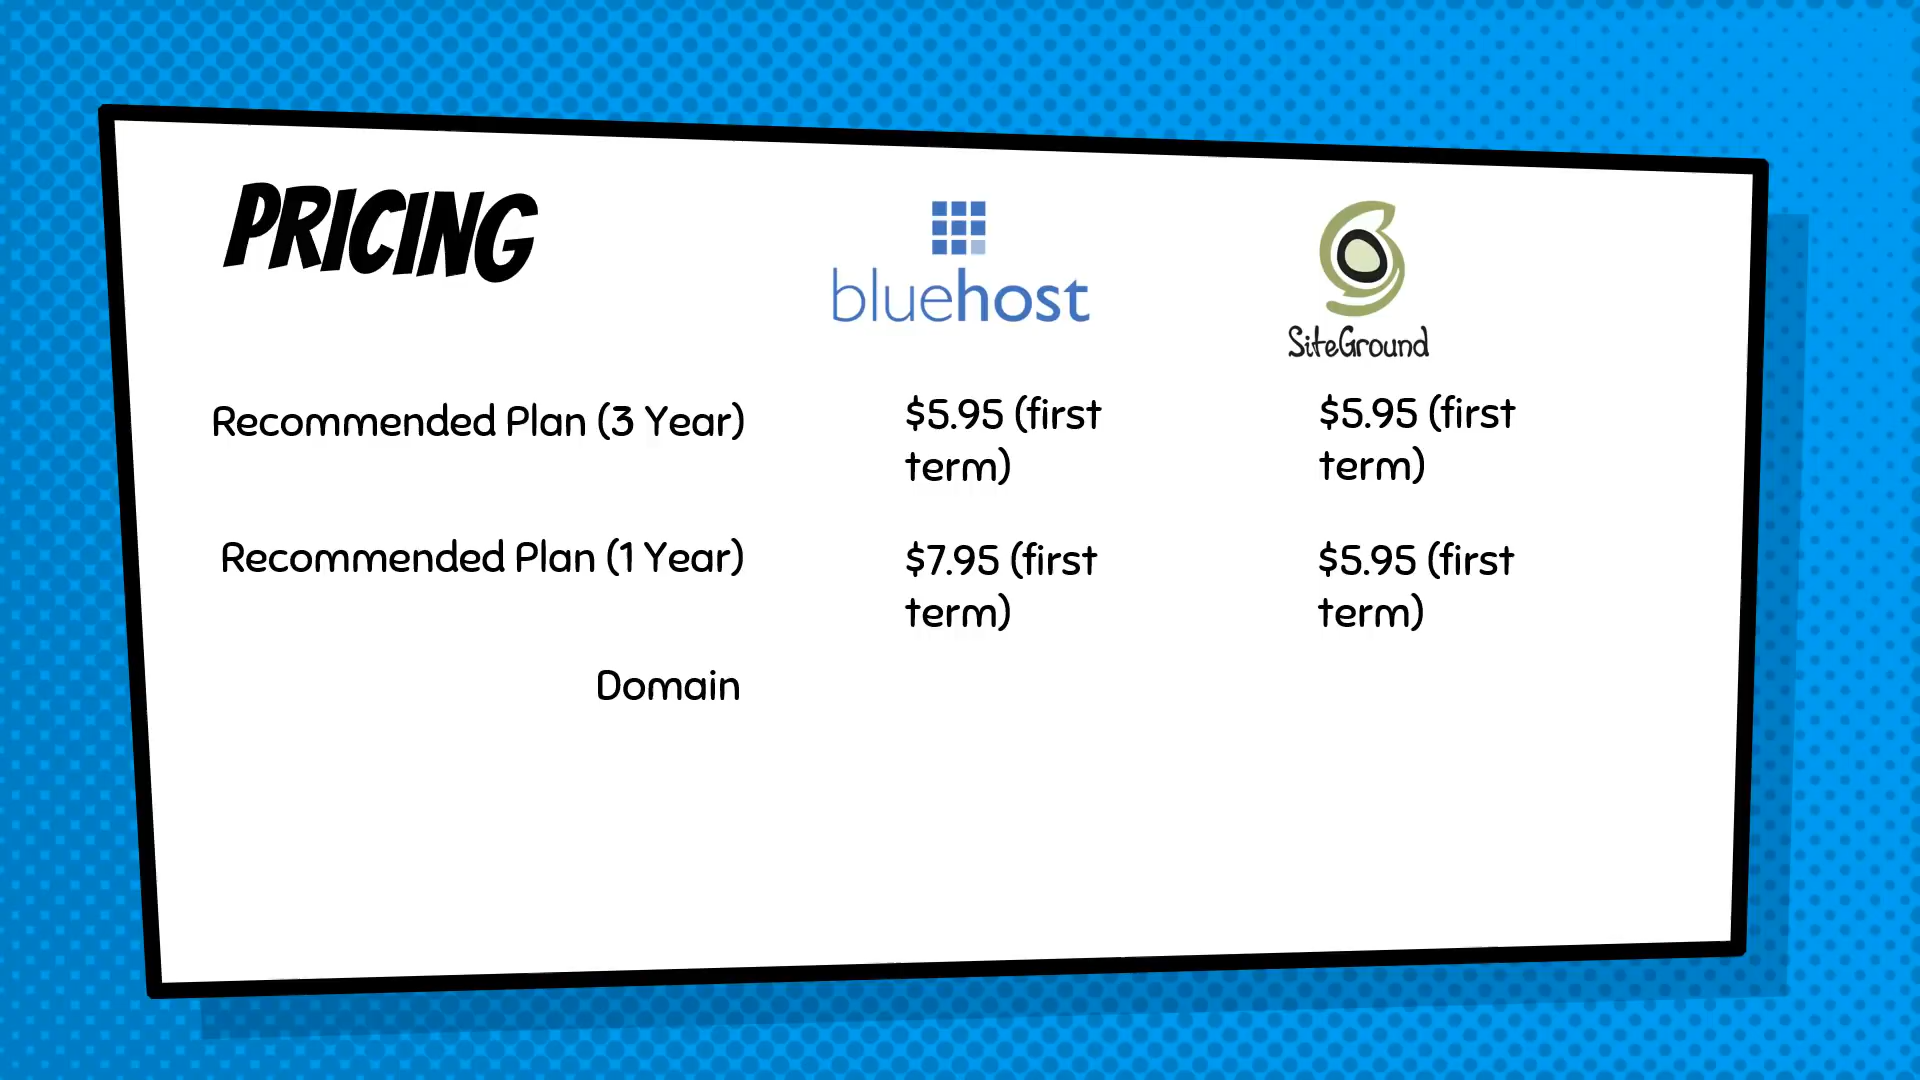 PRICING
bluehost
SiteGround
Recommended Plan (3 Year)
$5.95 (first
term)
$5.95 (first
term)
Recommended Plan (1 Year)
$7.95 (first
term)
$5.95 (first
term)
Domain